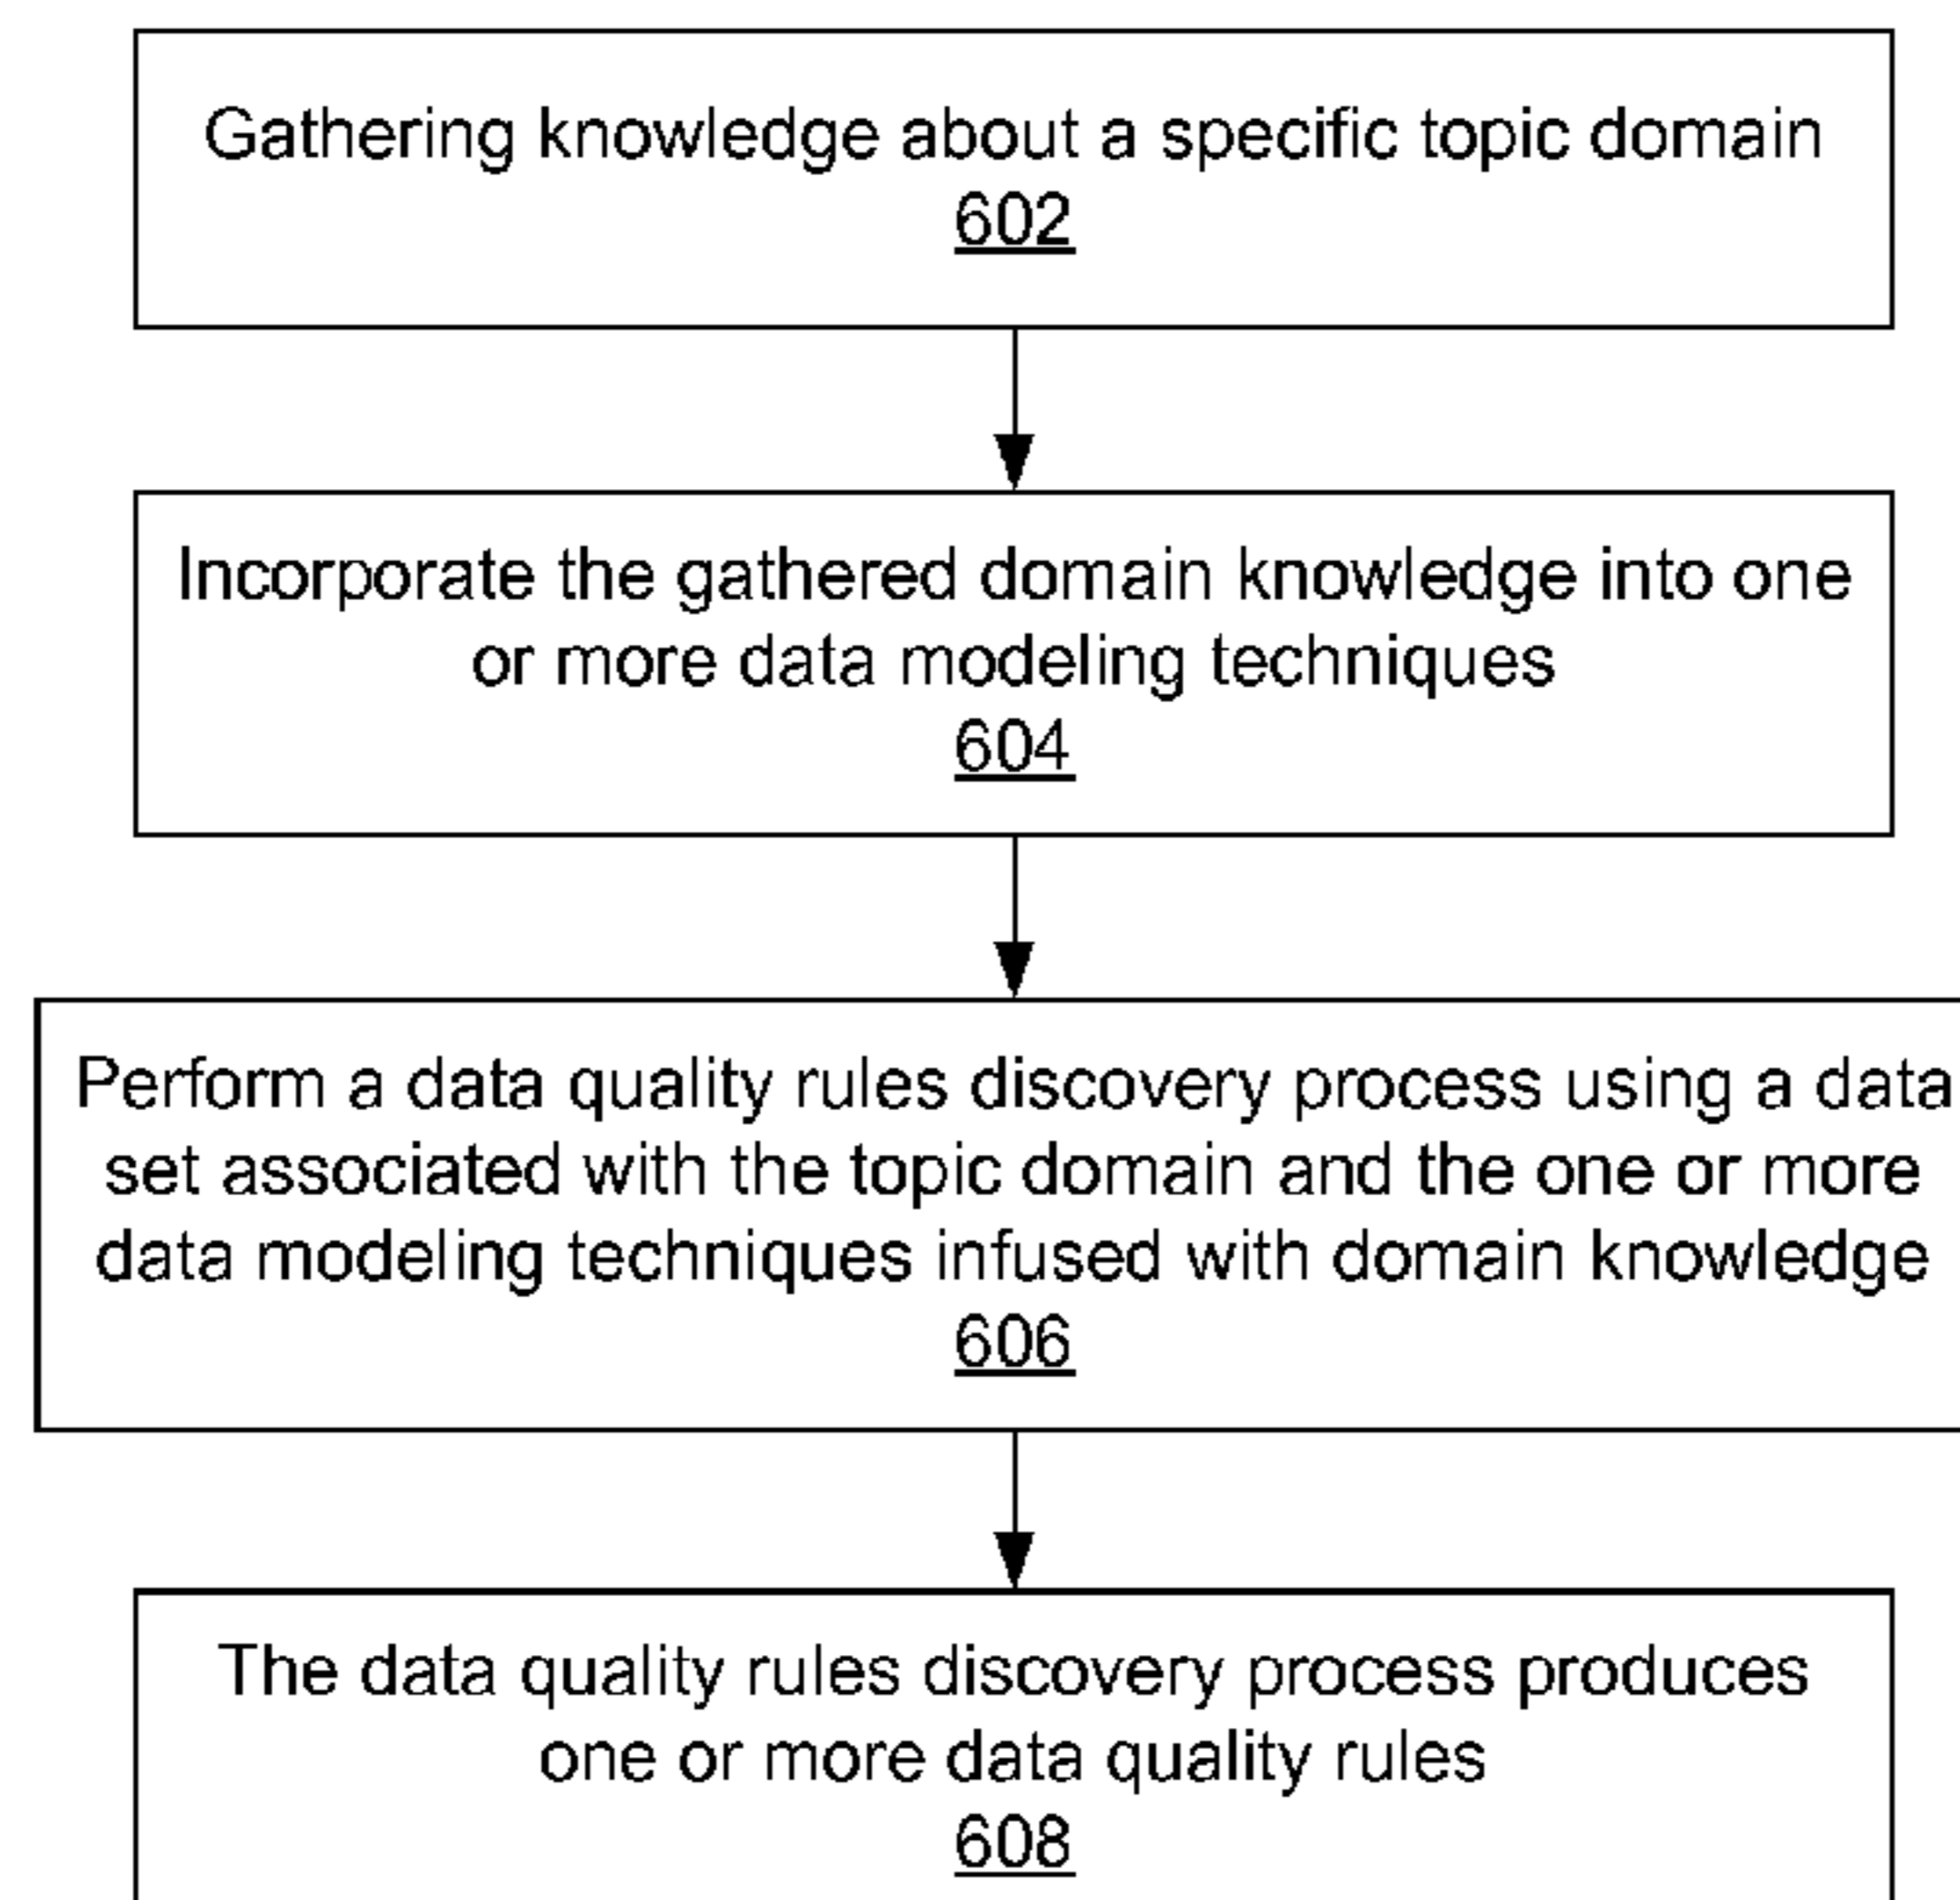 Gathering knowledge about a specific topic domain
602
Incorporate the gathered domain knowledge into one
or more data modeling techniques
604
Perform a data quality rules discovery process using a data
set associated with the topic domain and the one or more
data modeling techniques infused with domain knowledge
606
The data quality rules discovery process produces
one or more data quality rules
608